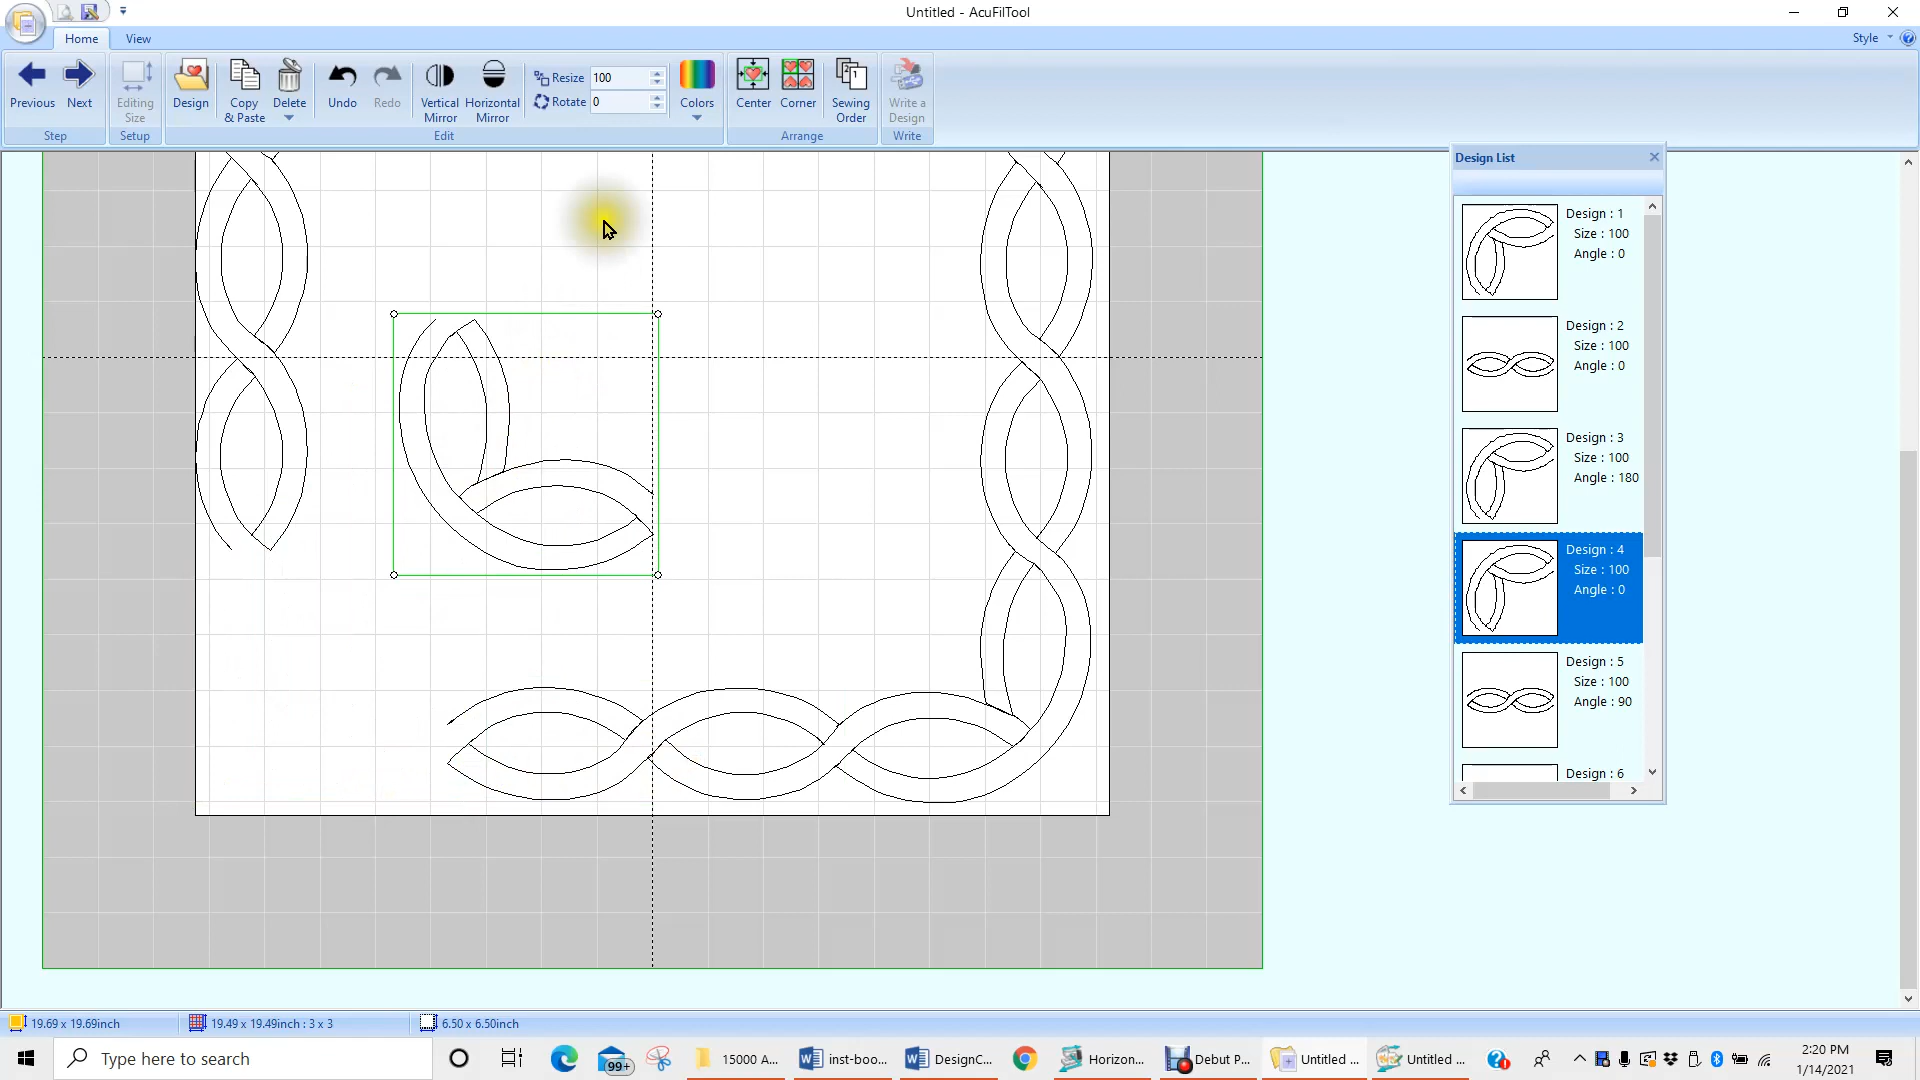 Untitled - AcuFilTool
Home View Style
Previous Next Editing Size Design Copy & Paste Delete Undo Redo Vertical Mirror Horizontal Mirror Resize 100 Rotate 0 Colors Center Corner Sewing Order Write a Design
Step Setup Edit Arrange Write
Design List
Design : 1
Size : 100
Angle : 0
Design : 2
Size : 100
Angle : 0
Design : 3
Size : 100
Angle : 180
Design : 4
Size : 100
Angle : 0
Design : 5
Size : 100
Angle : 90
Design : 6
19.69 x 19.69inch 19.49 x 19.49inch : 3 x 3 6.50 x 6.50inch
Type here to search 99+ 15000 A... inst-boo... DesignC... Horizon... Debut P... Untitled ... Untitled ... 2:20 PM
1/14/2021